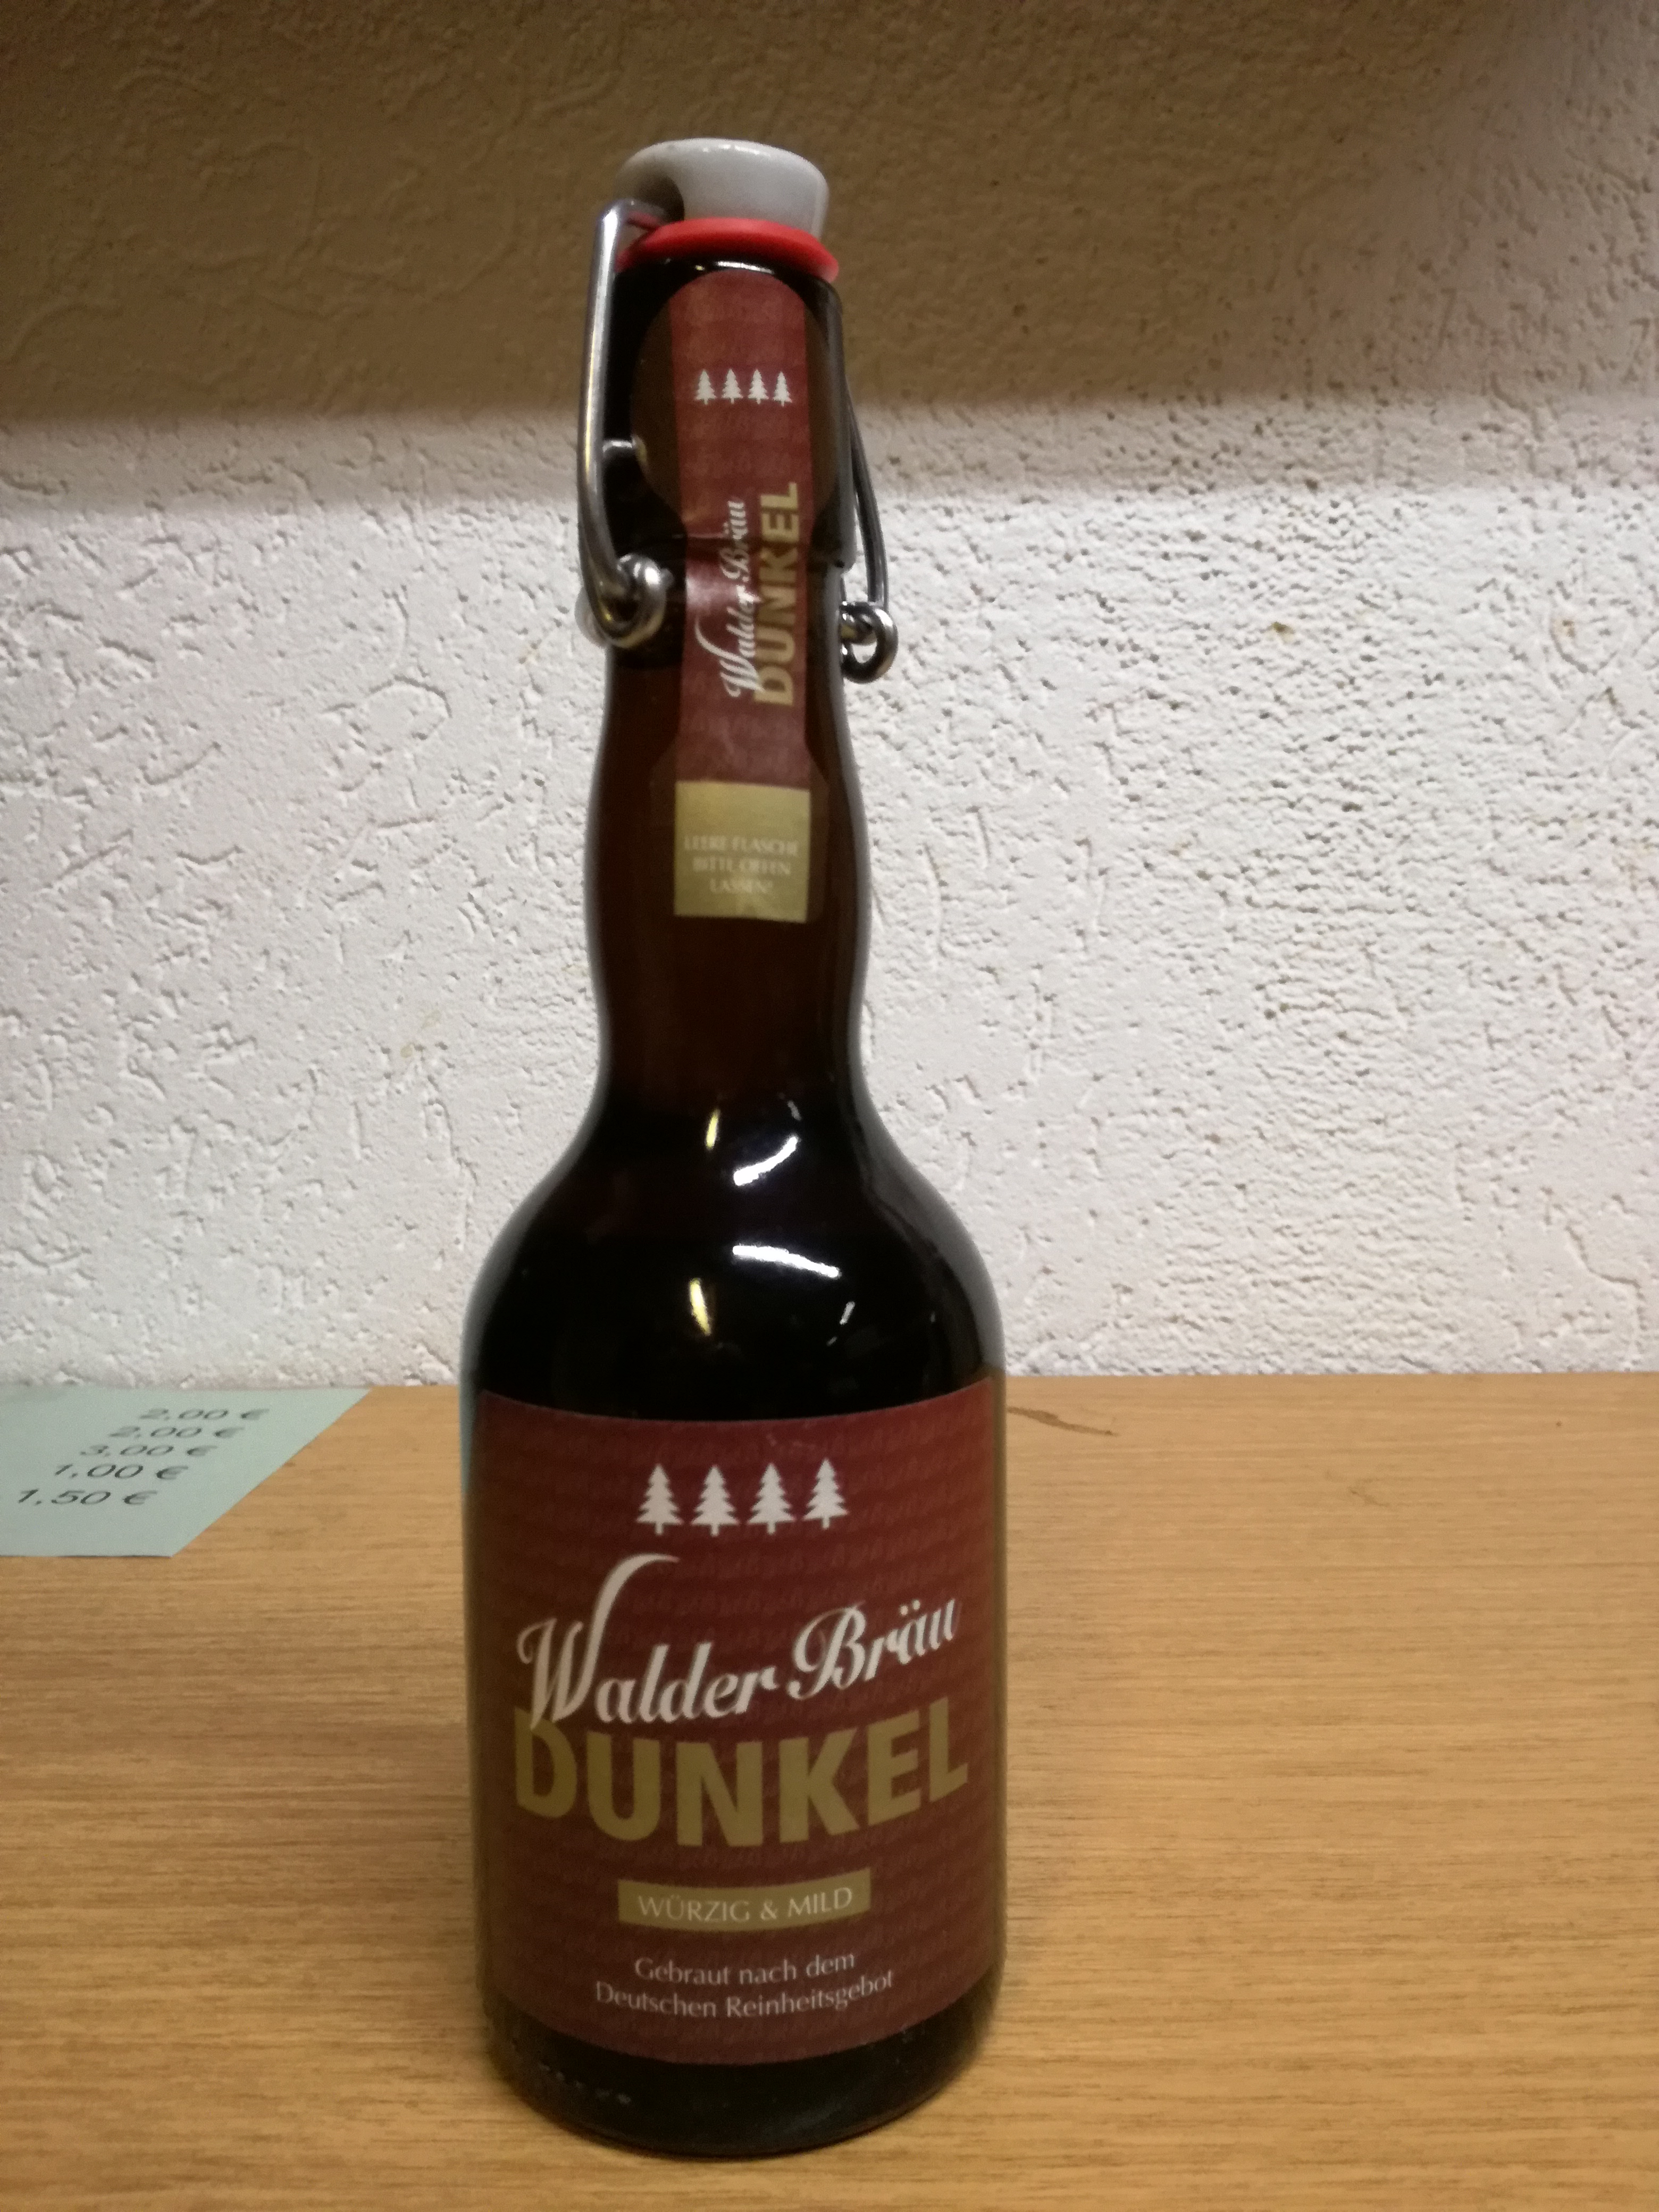 Walder Bräu
DUNKEL
LEERE FLASCHE
BITTE OFFEN
LASSEN!
2,00 €
2,00 €
3,00 €
1,00 €
1,50 €
Walder Bräu
DUNKEL
WÜRZIG & MILD
Gebraut nach dem
Deutschen Reinheitsgebot